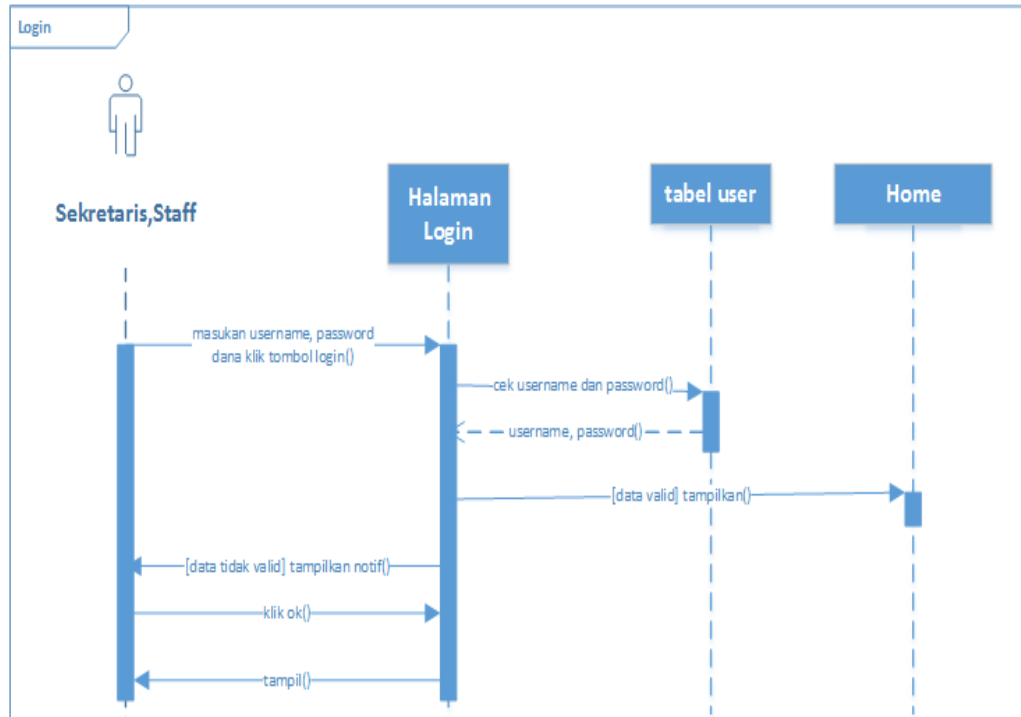 Login
Sekretaris,Staff
Halaman
Login
tabel user
Home
masukan username, password
dana klik tombol login()
cek username dan password()
username, password()
[data valid] tampilkan()
[data tidak valid] tampilkan notif()
klik ok()
tampil()